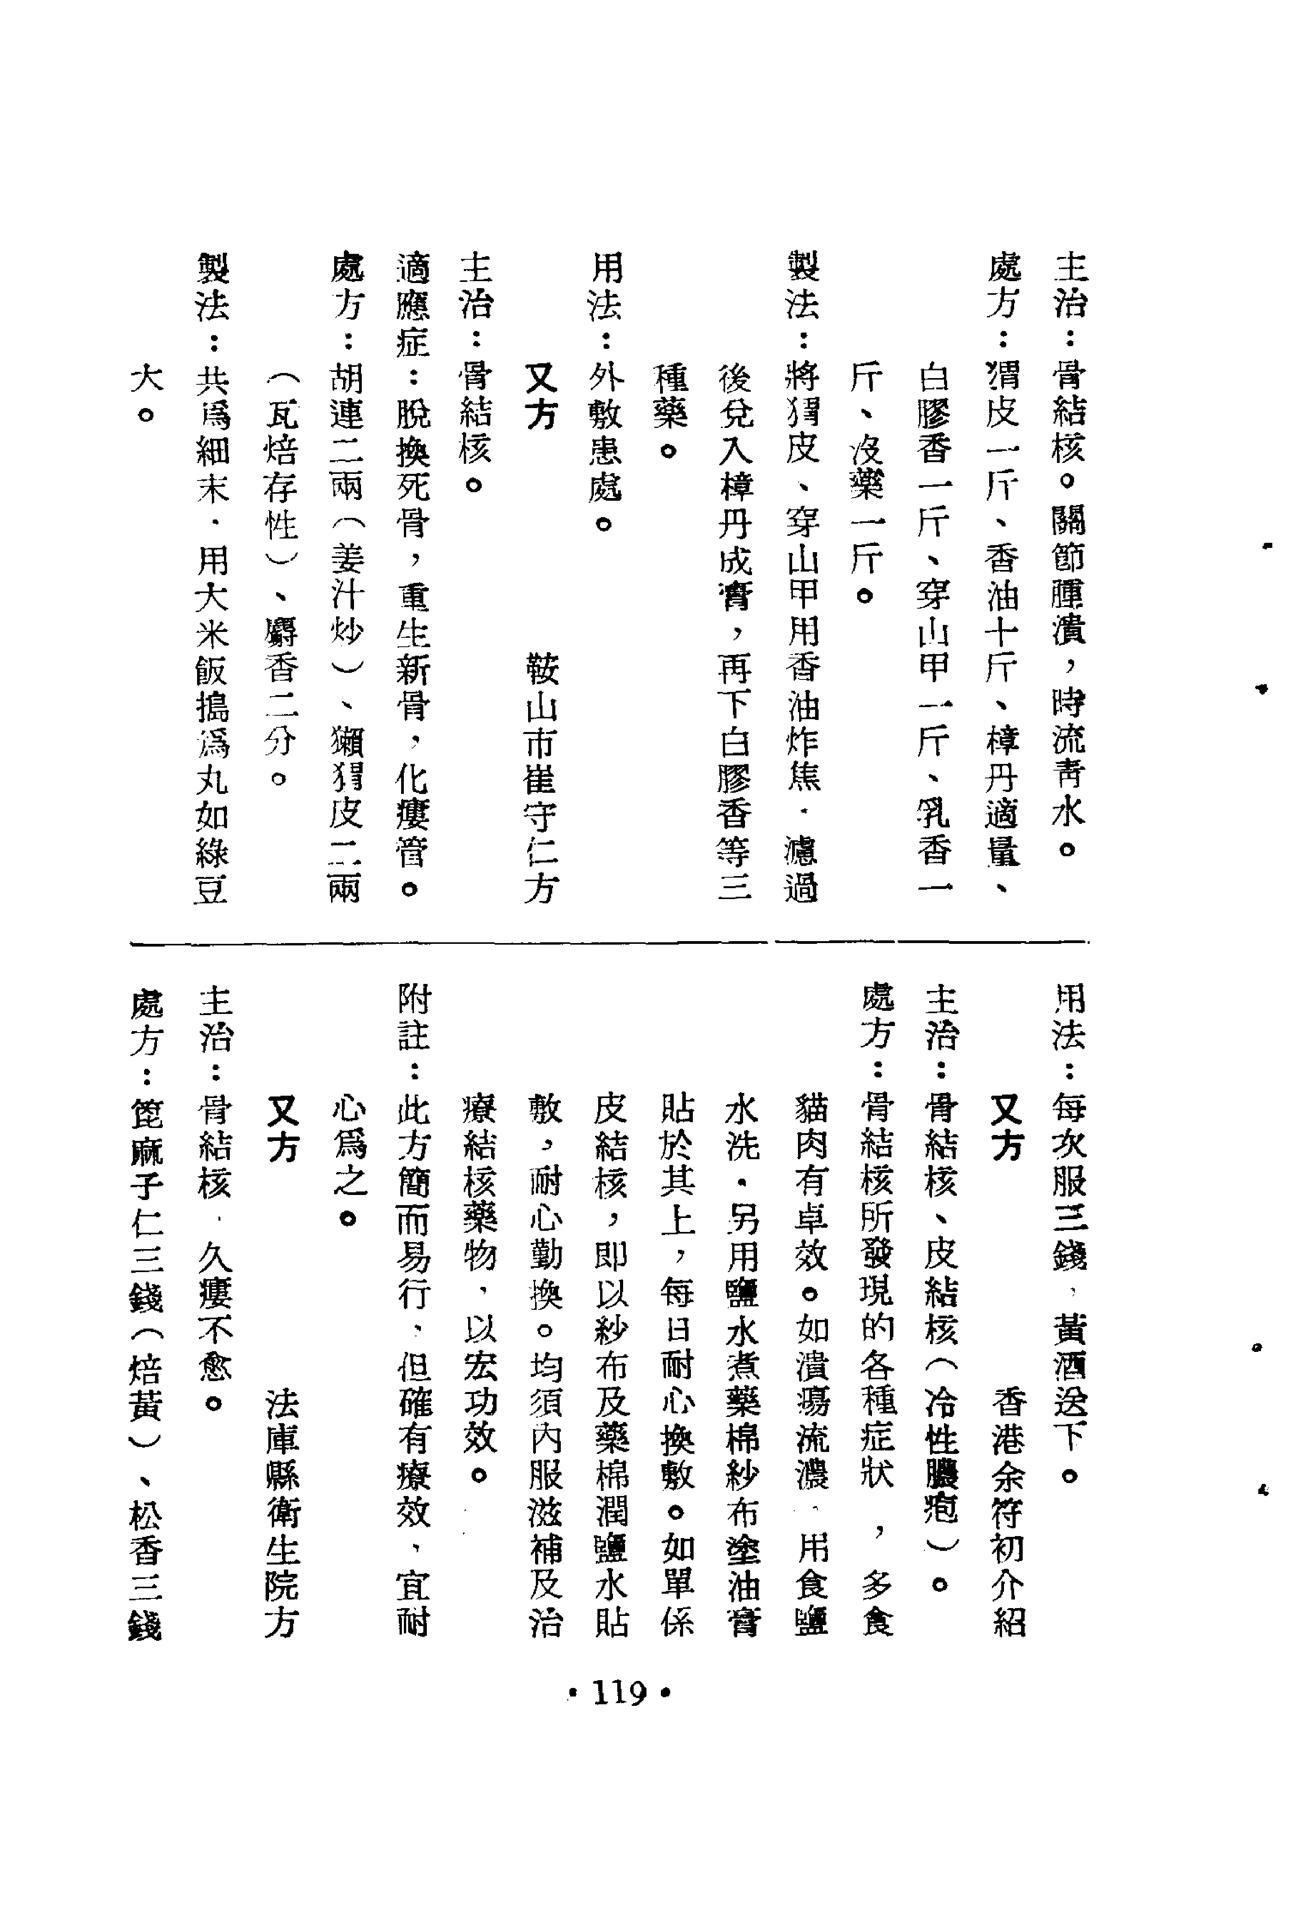 主治：骨結核。關節腫潰，時流靑水。
處方：猬皮一斤、香油十斤、樟丹適量、
白膠香一斤、穿山甲一斤、乳香一
斤、沒藥一斤。
製法：將猬皮、穿山甲用香油炸焦，濾過
後兌入樟丹成膏，再下白膠香等三
種藥。
用法：外敷患處。
又方　鞍山市崔守仁方
主治：骨結核。
適應症：脫換死骨，重生新骨，化瘻管。
處方：胡連二兩（姜汁炒）、獺猬皮二兩
（瓦焙存性）、麝香二分。
製法：共爲細末，用大米飯搗爲丸如綠豆
大。
用法：每次服三錢，黃酒送下。
又方　香港余符初介紹
主治：骨結核、皮結核（冷性膿疱）。
處方：骨結核所發現的各種症狀，多食
貓肉有卓效。如潰瘍流濃，用食鹽
水洗，另用鹽水煮藥棉紗布塗油膏
貼於其上，每日耐心換敷。如單係
皮結核，卽以紗布及藥棉潤鹽水貼
敷，耐心勤換。均須內服滋補及治
療結核藥物，以宏功效。
附註：此方簡而易行，但確有療效，宜耐
心爲之。
又方　法庫縣衛生院方
主治：骨結核，久瘻不愈。
處方：箆麻子仁三錢（焙黃）、松香三錢
·119·